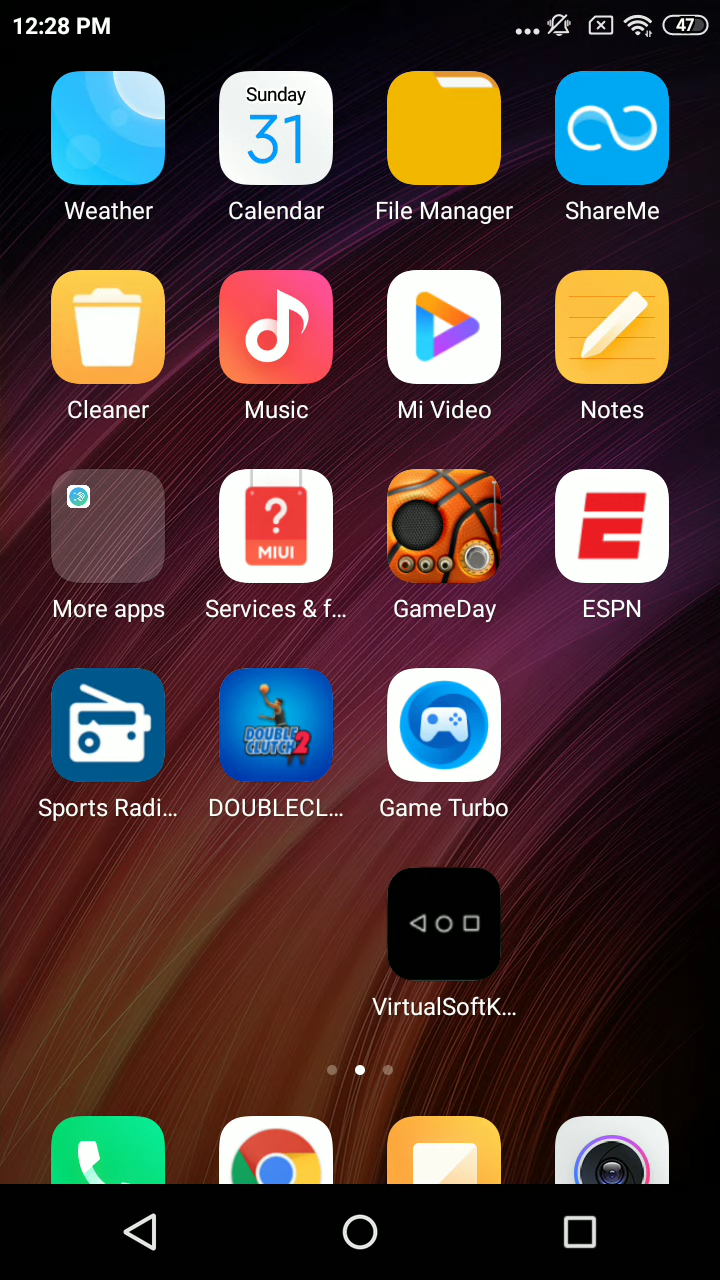 12:28 PM
47
Sunday
31
Weather
Calendar
File Manager
ShareMe
Cleaner
Music
Mi Video
Notes
?
MIUI
More apps
Services & f...
GameDay
ESPN
DOUBLE
CLUTCH 2
Sports Radi...
DOUBLECL...
Game Turbo
VirtualSoftK...